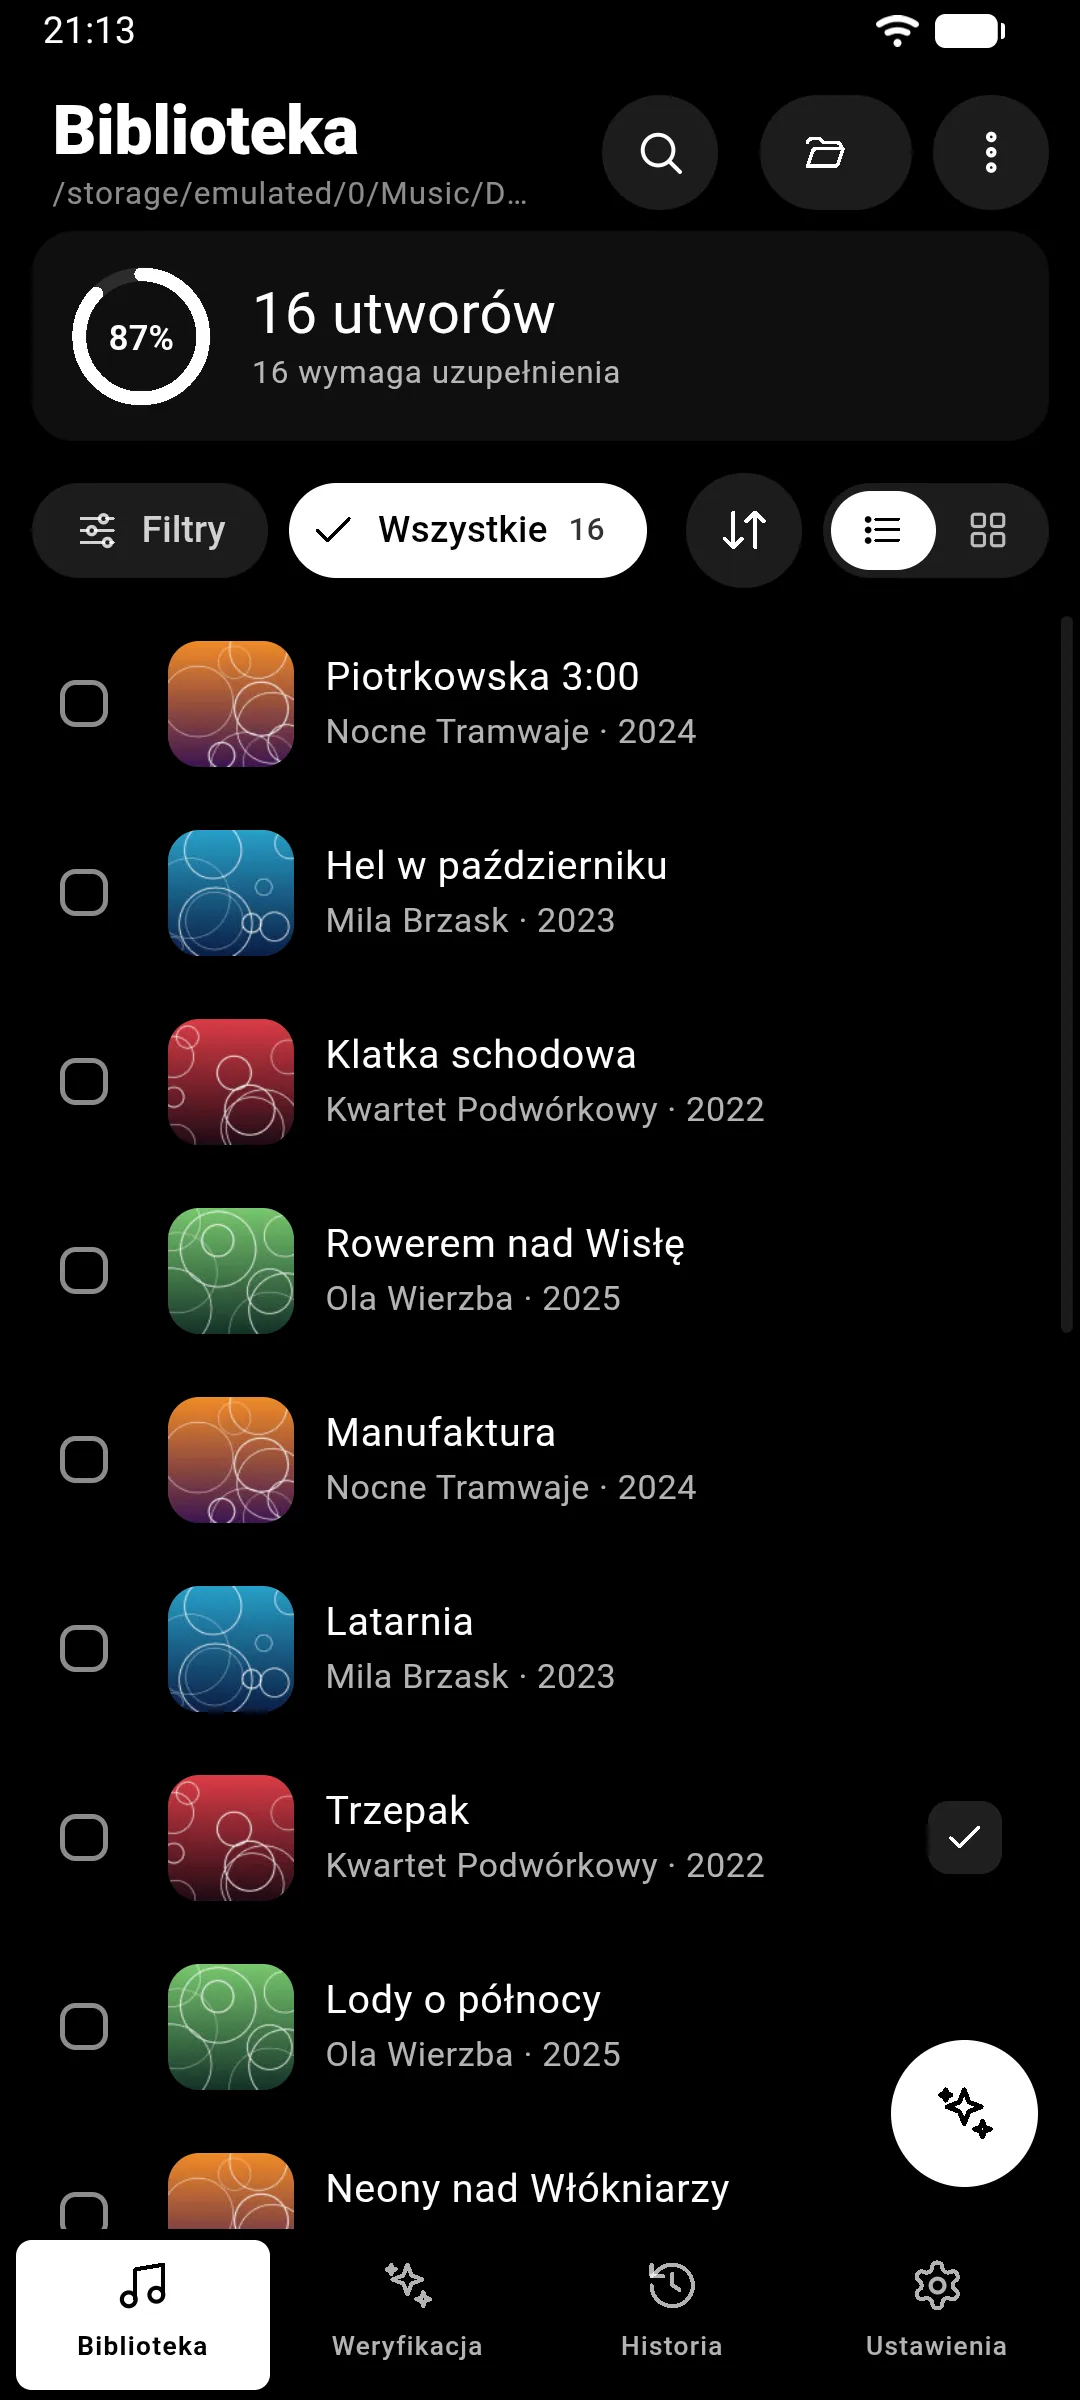 21:13
Biblioteka
/storage/emulated/0/Music/D...
87%
16 utworów
16 wymaga uzupełnienia
Filtry
Wszystkie 16
Piotrkowska 3:00
Nocne Tramwaje · 2024
Hel w październiku
Mila Brzask · 2023
Klatka schodowa
Kwartet Podwórkowy · 2022
Rowerem nad Wisłę
Ola Wierzba · 2025
Manufaktura
Nocne Tramwaje · 2024
Latarnia
Mila Brzask · 2023
Trzepak
Kwartet Podwórkowy · 2022
Lody o północy
Ola Wierzba · 2025
Neony nad Włókniarzy
Biblioteka
Weryfikacja
Historia
Ustawienia